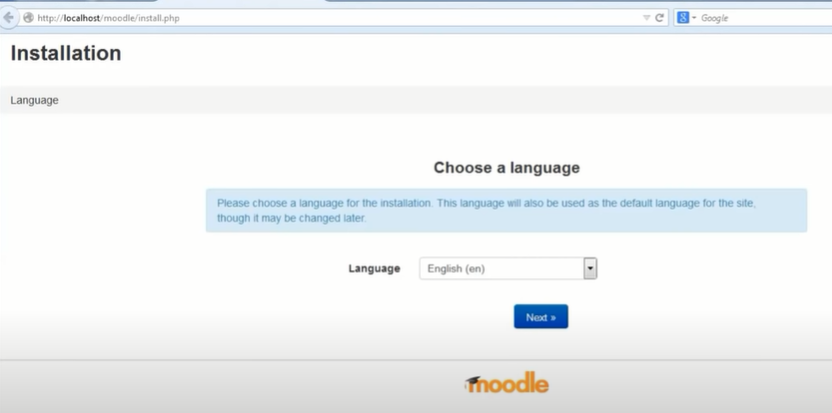 http://localhost/moodle/install.php
Google
Installation
Language
Choose a language
Please choose a language for the installation. This language will also be used as the default language for the site,
though it may be changed later.
Language English (en)
Next »
moodle